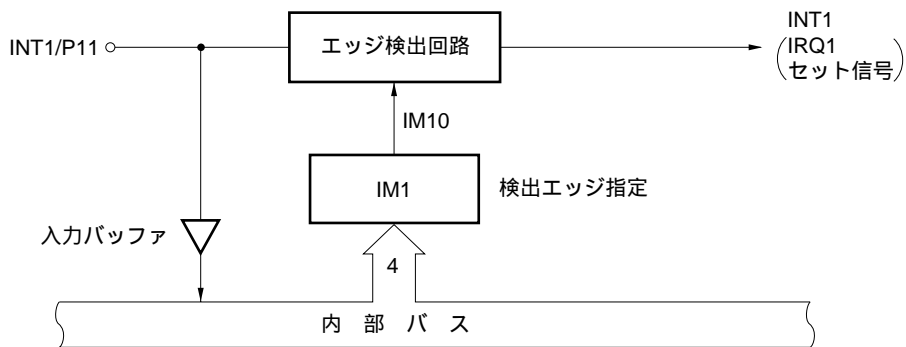 INT1/P11
エッジ検出回路
INT1
(IRQ1
セット信号)
IM10
IM1
検出エッジ指定
入力バッファ
4
内 部 バ ス